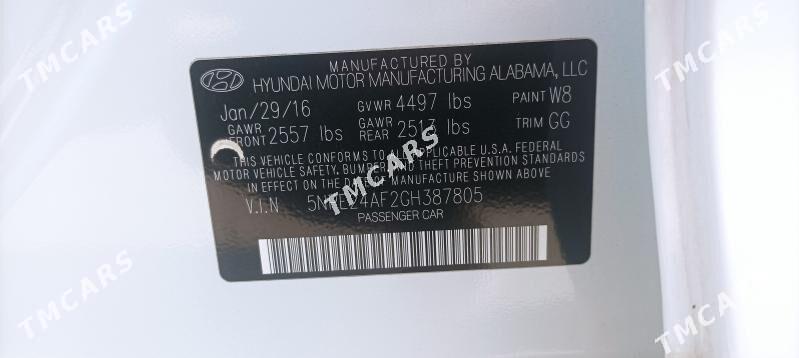 MANUFACTURED BY
HYUNDAI MOTOR MANUFACTURING ALABAMA, LLC
Jan/29/16 GVWR 4497 lbs PAINT W8
GAWR FRONT 2557 lbs GAWR REAR 2513 lbs TRIM GG
THIS VEHICLE CONFORMS TO ALL APPLICABLE U.S.A. FEDERAL
MOTOR VEHICLE SAFETY, BUMPER, AND THEFT PREVENTION STANDARDS
IN EFFECT ON THE DATE OF MANUFACTURE SHOWN ABOVE.
V.I.N
PASSENGER CAR
TMCARS
TMCARS
TMCARS
TMCARS
TMCARS
TMCARS